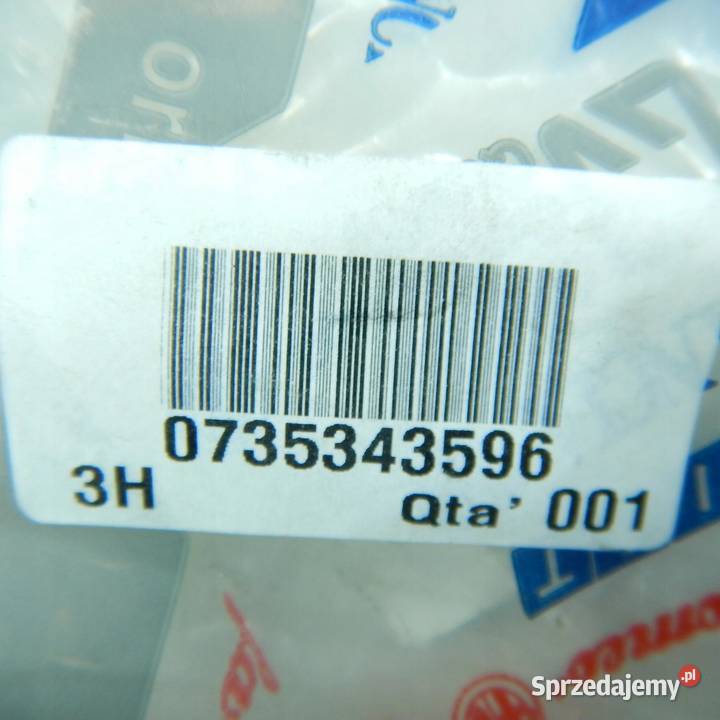 0735343596
3H
Qta' 001
Sprzedajemy.pl